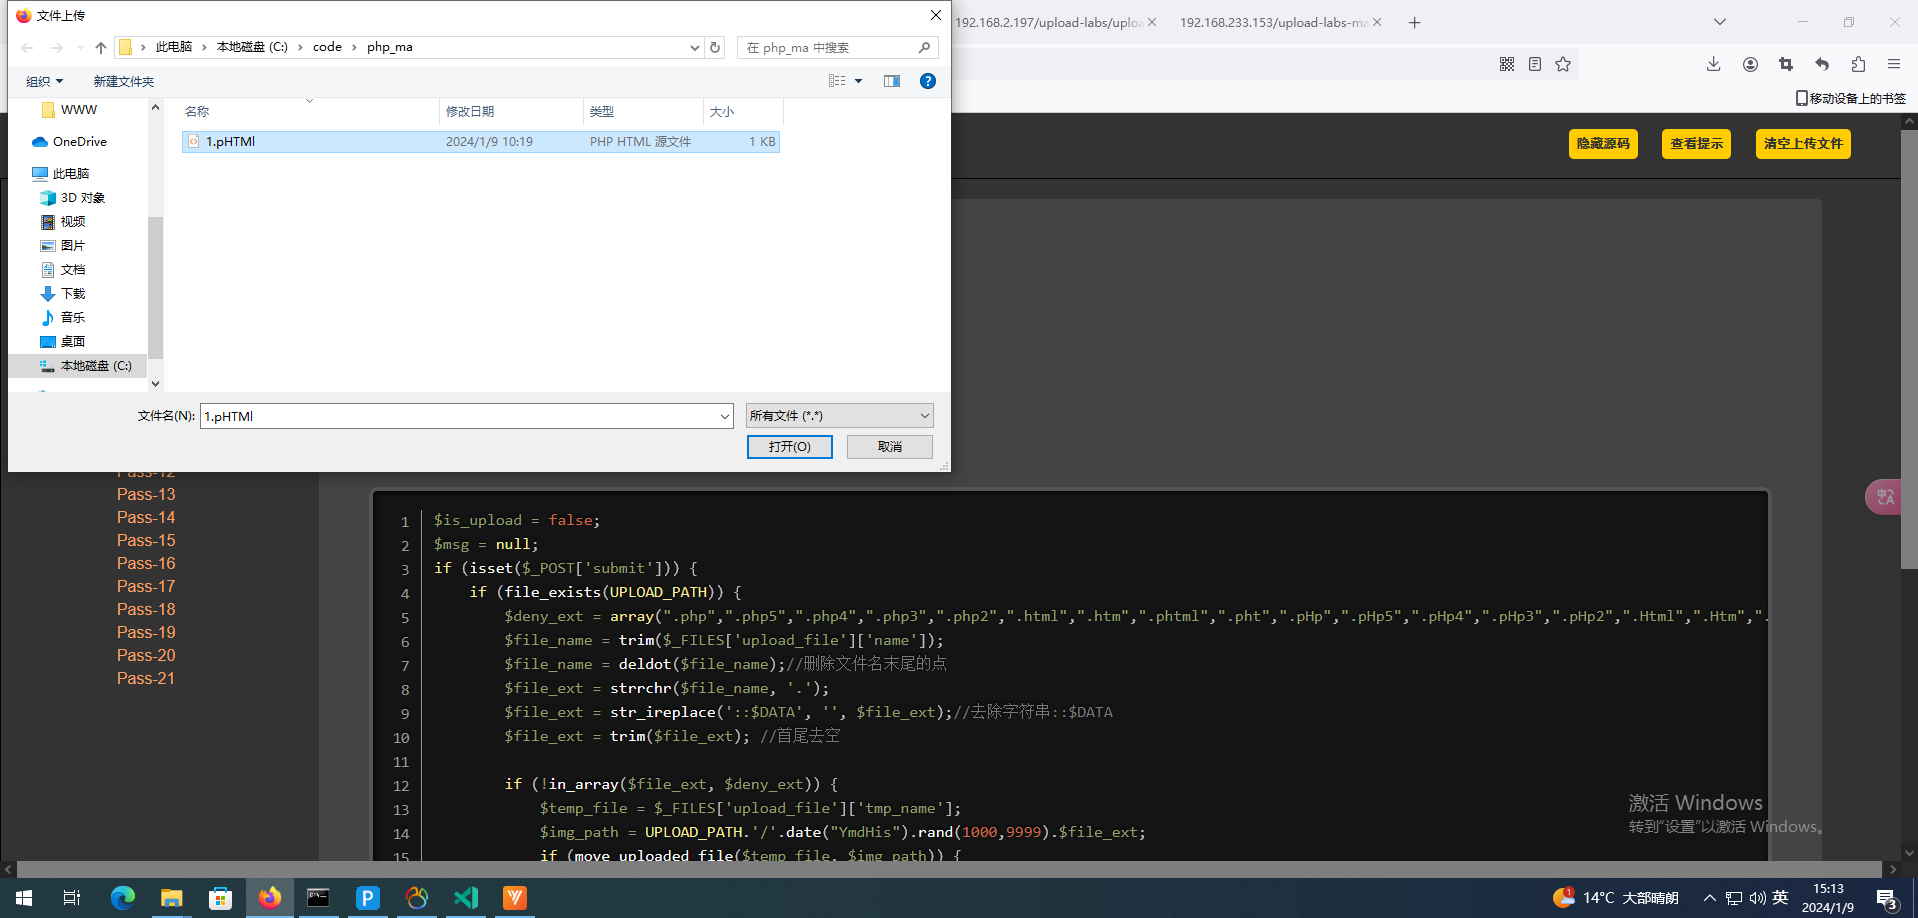 文件上传
192.168.2.197/upload-labs/uploa
192.168.233.153/upload-labs-ma
此电脑 > 本地磁盘 (C:) > code > php_ma
在 php_ma 中搜索
组织
新建文件夹
移动设备上的书签
WWW
OneDrive
此电脑
3D 对象
视频
图片
文档
下载
音乐
桌面
本地磁盘 (C:)
名称 修改日期 类型 大小
1.pHTMl 2024/1/9 10:19 PHP HTML 源文件 1 KB
隐藏源码 查看提示 清空上传文件
文件名(N): 1.pHTMl 所有文件 (*.*)
打开(O) 取消
Pass-12
Pass-13
Pass-14
Pass-15
Pass-16
Pass-17
Pass-18
Pass-19
Pass-20
Pass-21
1 $is_upload = false;
2 $msg = null;
3 if (isset($_POST['submit'])) {
4 if (file_exists(UPLOAD_PATH)) {
5 $deny_ext = array(".php",".php5",".php4",".php3",".php2",".html",".htm",".phtml",".pht",".pHp",".pHp5",".pHp4",".pHp3",".pHp2",".Html",".Htm",".
6 $file_name = trim($_FILES['upload_file']['name']);
7 $file_name = deldot($file_name);//删除文件名末尾的点
8 $file_ext = strrchr($file_name, '.');
9 $file_ext = str_ireplace('::$DATA', '', $file_ext);//去除字符串::$DATA
10 $file_ext = trim($file_ext); //首尾去空
11
12 if (!in_array($file_ext, $deny_ext)) {
13 $temp_file = $_FILES['upload_file']['tmp_name'];
14 $img_path = UPLOAD_PATH.'/'.date("YmdHis").rand(1000,9999).$file_ext;
15 if (move_uploaded_file($temp_file, $img_path)) {
激活 Windows
转到"设置"以激活 Windows。
中A
1
14°C 大部晴朗
英
15:13
2024/1/9
3